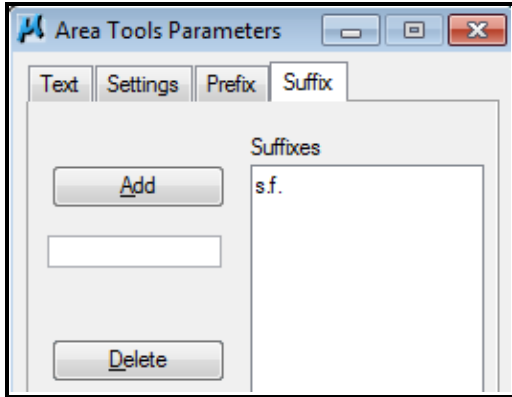 Area Tools Parameters
Text Settings Prefix Suffix
Suffixes
Add s.f.
Delete